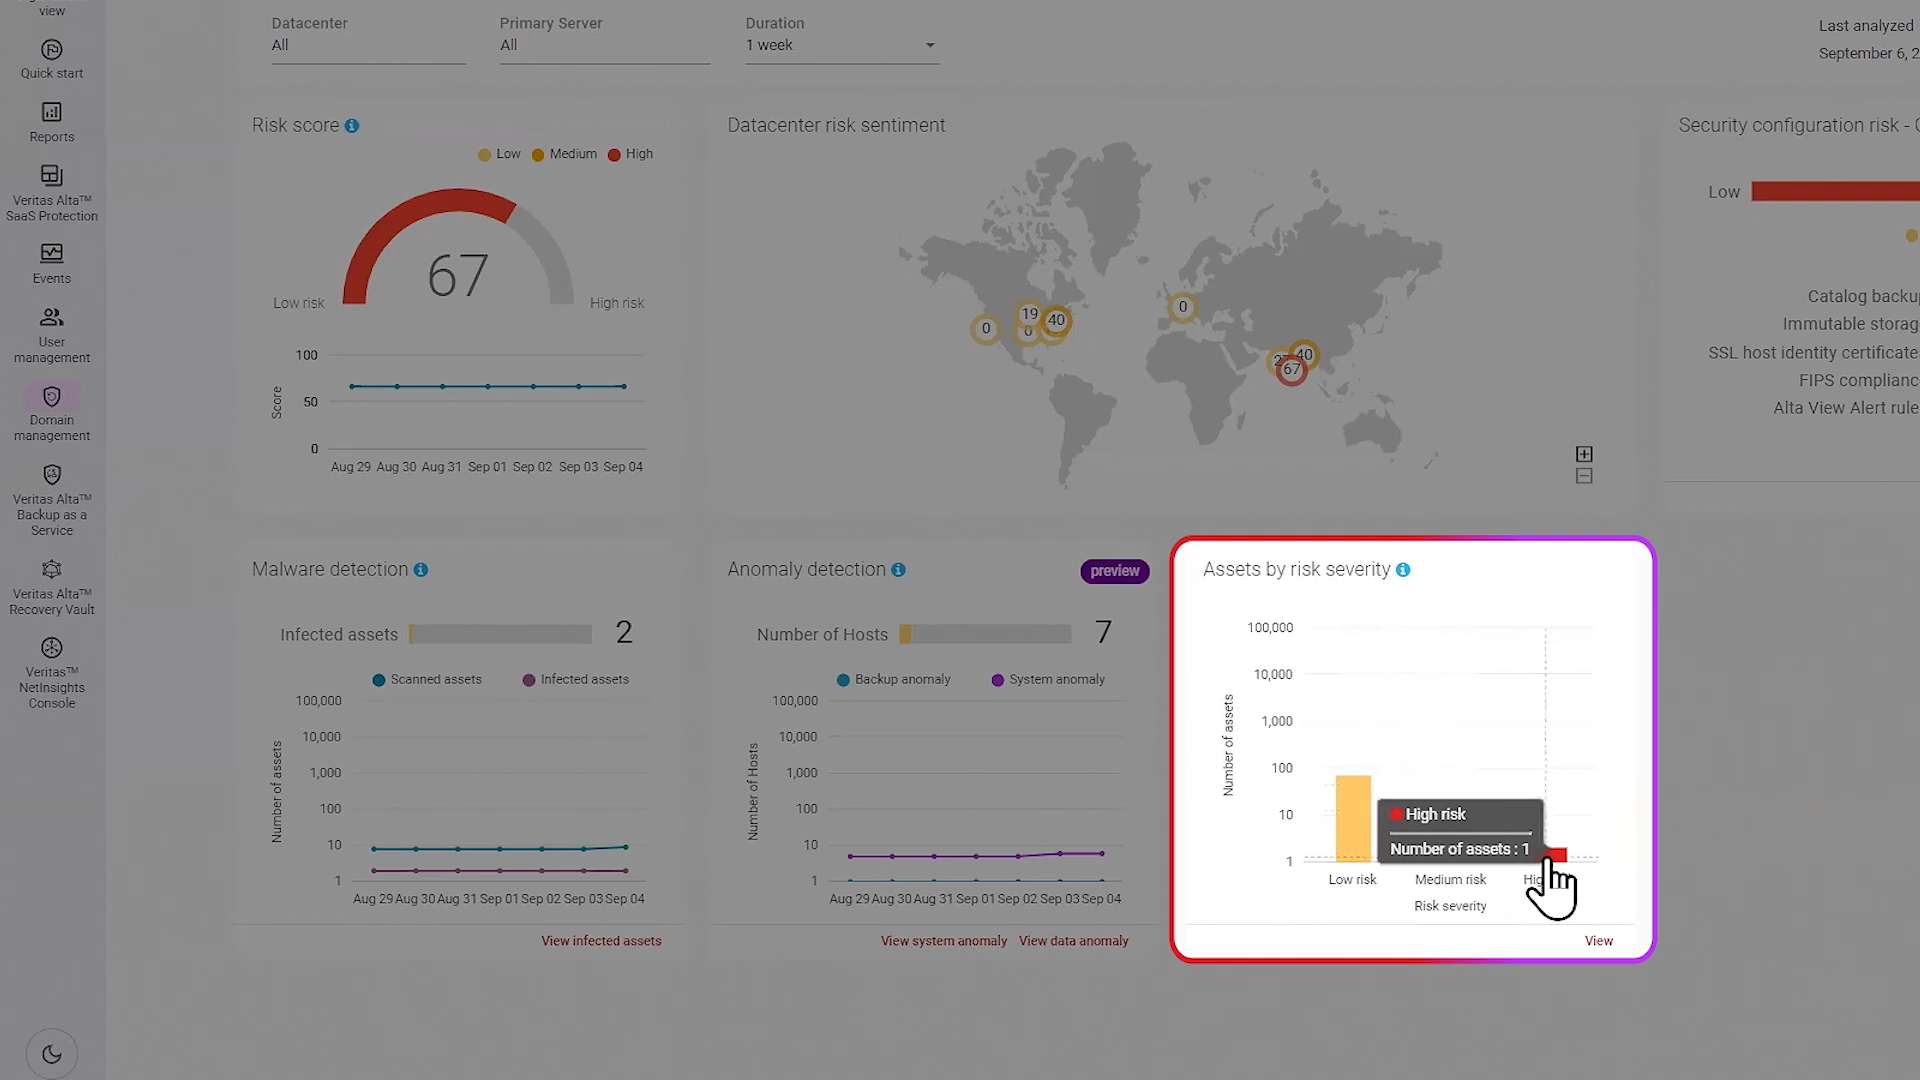 view
Quick start
Reports
Veritas Alta™
SaaS Protection
Events
User
management
Domain
management
Veritas Alta™
Backup as a
Service
Veritas Alta™
Recovery Vault
Veritas™
NetInsights
Console
Datacenter
All
Primary Server
All
Duration
1 week
Last analyzed
September 6, 2
Risk score
Low
Medium
High
67
Low risk
High risk
Score
100
50
0
Aug 29 Aug 30 Aug 31 Sep 01 Sep 02 Sep 03 Sep 04
Datacenter risk sentiment
0
19
40
0
0
40
67
Security configuration risk -
Low
Catalog backup
Immutable storag
SSL host identity certificates
FIPS complianc
Alta View Alert rule
Malware detection
Infected assets
2
Scanned assets
Infected assets
Number of assets
100,000
10,000
1,000
100
10
1
Aug 29 Aug 30 Aug 31 Sep 01 Sep 02 Sep 03 Sep 04
View infected assets
Anomaly detection
preview
Number of Hosts
7
Backup anomaly
System anomaly
Number of Hosts
100,000
10,000
1,000
100
10
1
Aug 29 Aug 30 Aug 31 Sep 01 Sep 02 Sep 03 Sep 04
View system anomaly
View data anomaly
Assets by risk severity
Number of assets
100,000
10,000
1,000
100
10
1
High risk
Number of assets : 1
Low risk
Medium risk
Hig
Risk severity
View